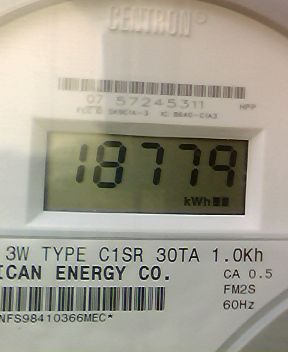 CENTRON
07 57245311 HPP
18779
kWh
3W TYPE C1SR 30TA 1.0Kh
ICAN ENERGY CO.
CA 0.5
FM2S
60Hz
NFS98410366MEC*